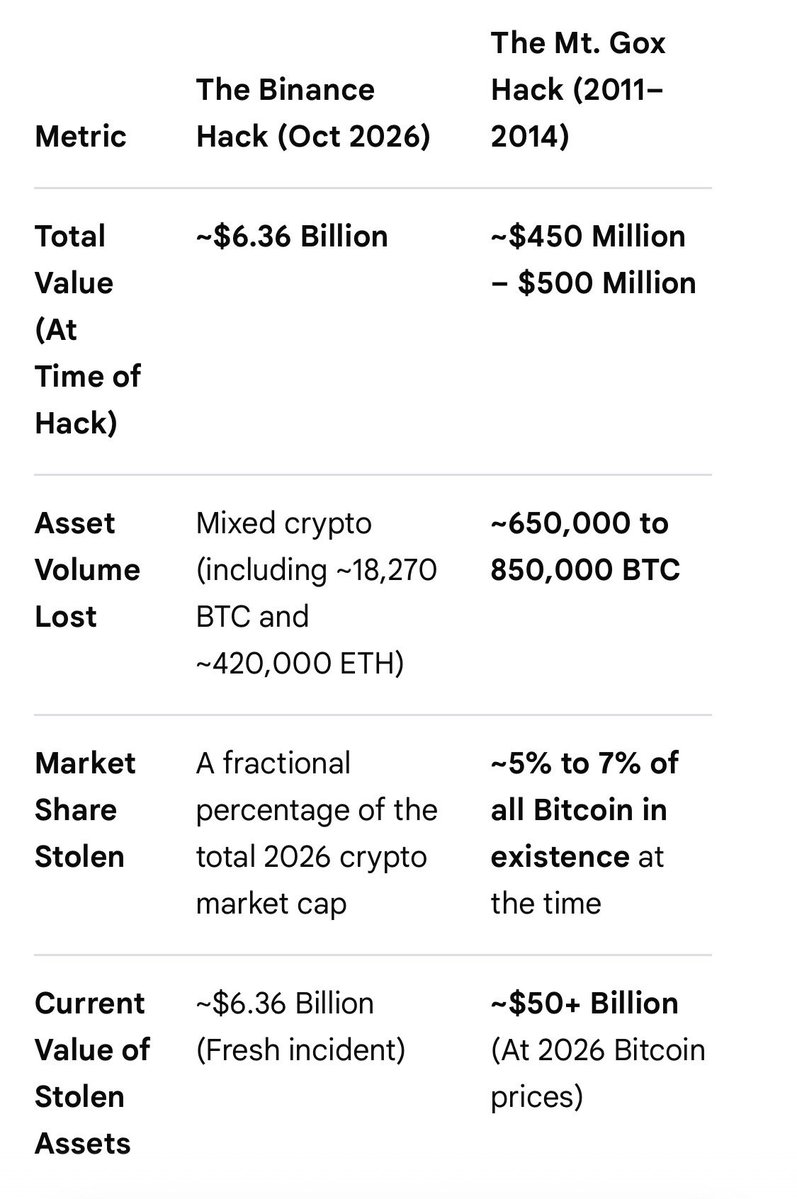 Metric
The Binance
Hack (Oct 2026)
The Mt. Gox
Hack (2011–
2014)
Total
Value
(At
Time of
Hack)
~$6.36 Billion
~$450 Million
– $500 Million
Asset
Volume
Lost
Mixed crypto
(including ~18,270
BTC and
~420,000 ETH)
~650,000 to
850,000 BTC
Market
Share
Stolen
A fractional
percentage of the
total 2026 crypto
market cap
~5% to 7% of
all Bitcoin in
existence at
the time
Current
Value of
Stolen
Assets
~$6.36 Billion
(Fresh incident)
~$50+ Billion
(At 2026 Bitcoin
prices)